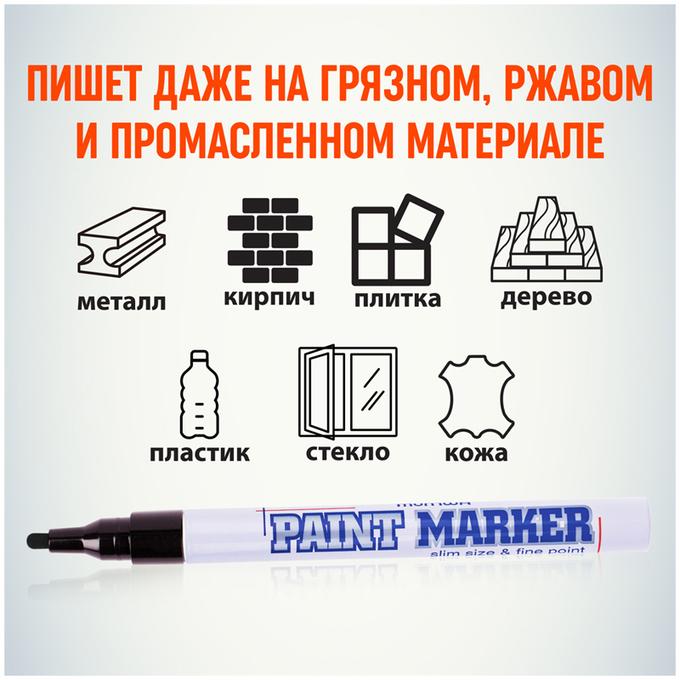 ПИШЕТ ДАЖЕ НА ГРЯЗНОМ, РЖАВОМ
И ПРОМАСЛЕННОМ МАТЕРИАЛЕ
металл кирпич плитка дерево
пластик стекло кожа
PAINT MARKER
slim size & fine point